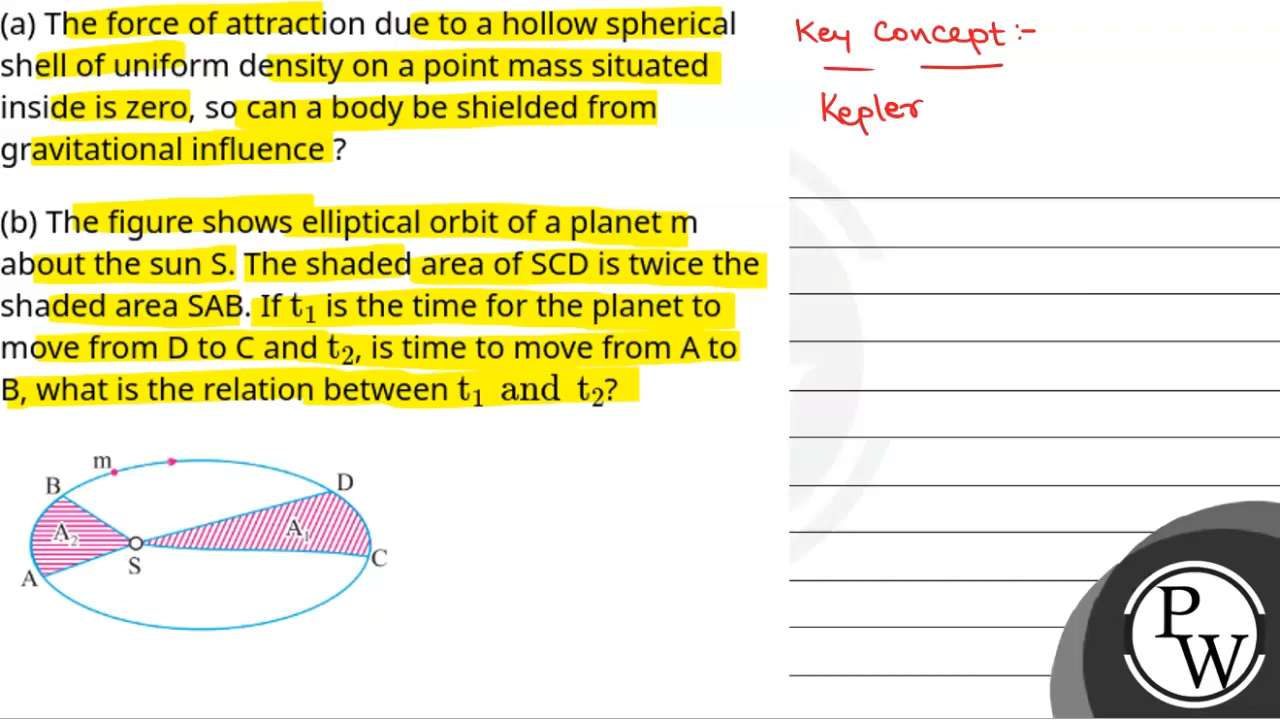 (a) The force of attraction due to a hollow spherical
shell of uniform density on a point mass situated
inside is zero, so can a body be shielded from
gravitational influence ?
(b) The figure shows elliptical orbit of a planet m
about the sun S. The shaded area of SCD is twice the
shaded area SAB. If t₁ is the time for the planet to
move from D to C and t₂, is time to move from A to
B, what is the relation between t₁ and t₂?
m
B
D
A₂
A₁
S
A
C
Key Concept :-
Kepler
P
W